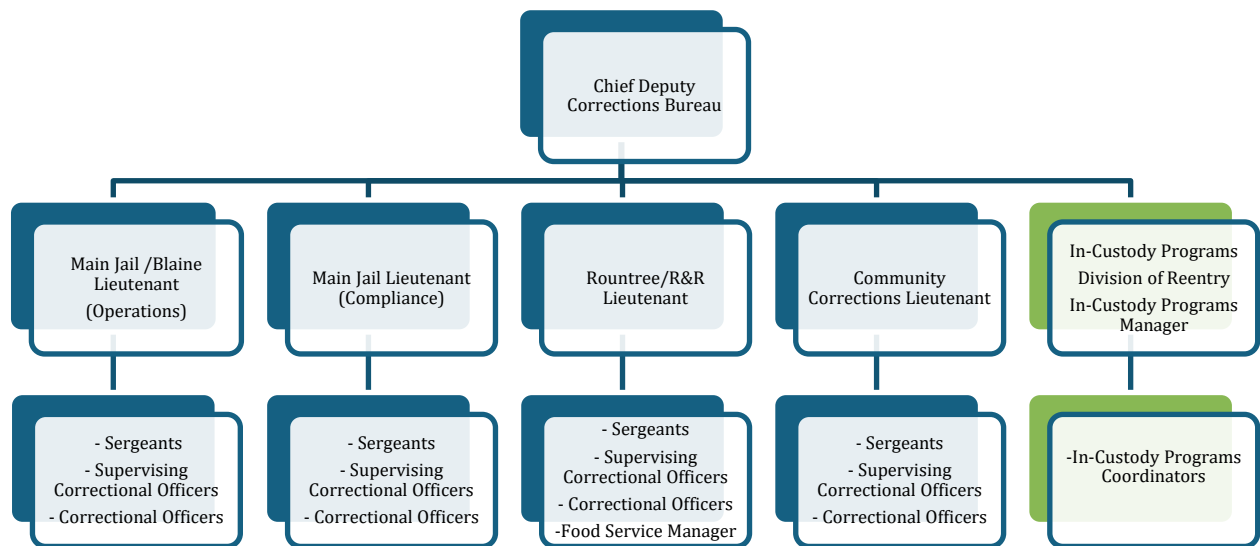 Chief Deputy
Corrections Bureau
Main Jail /Blaine
Lieutenant
(Operations)
Main Jail Lieutenant
(Compliance)
Rountree/R&R
Lieutenant
Community
Corrections Lieutenant
In-Custody Programs
Division of Reentry
In-Custody Programs
Manager
- Sergeants
- Supervising
Correctional Officers
- Correctional Officers
- Sergeants
- Supervising
Correctional Officers
- Correctional Officers
- Sergeants
- Supervising
Correctional Officers
- Correctional Officers
-Food Service Manager
- Sergeants
- Supervising
Correctional Officers
- Correctional Officers
-In-Custody Programs
Coordinators